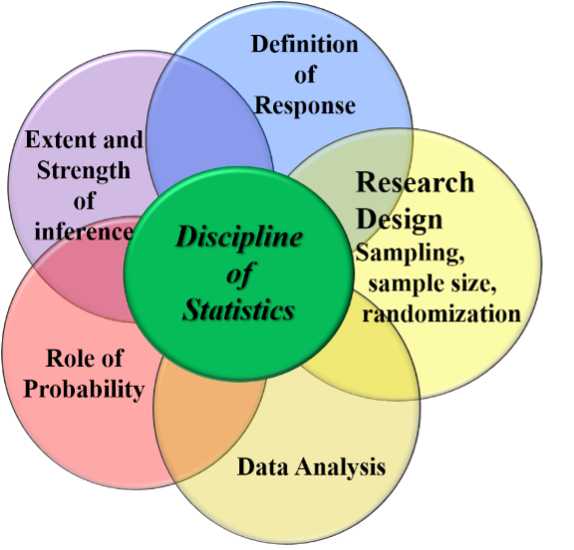 Definition
of
Response
Extent and
Strength
of
inference
Research
Design
Sampling,
sample size,
randomization
Discipline
of
Statistics
Role of
Probability
Data Analysis